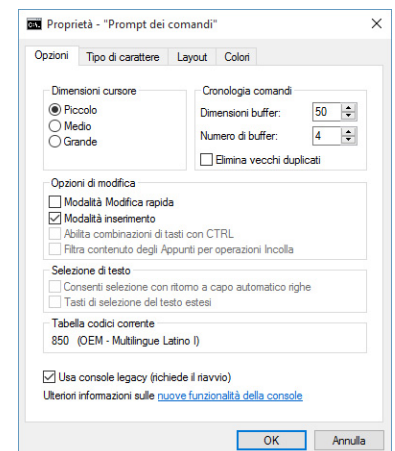 Proprietà - "Prompt dei comandi"
Opzioni Tipo di carattere Layout Colori
Dimensioni cursore
Piccolo
Medio
Grande
Cronologia comandi
Dimensioni buffer: 50
Numero di buffer: 4
Elimina vecchi duplicati
Opzioni di modifica
Modalità Modifica rapida
Modalità inserimento
Abilita combinazioni di tasti con CTRL
Filtra contenuto degli Appunti per operazioni Incolla
Selezione di testo
Consenti selezione con ritorno a capo automatico righe
Tasti di selezione del testo estesi
Tabella codici corrente
850 (OEM - Multilingue Latino I)
Usa console legacy (richiede il riavvio)
Ulteriori informazioni sulle nuove funzionalità della console
OK Annulla